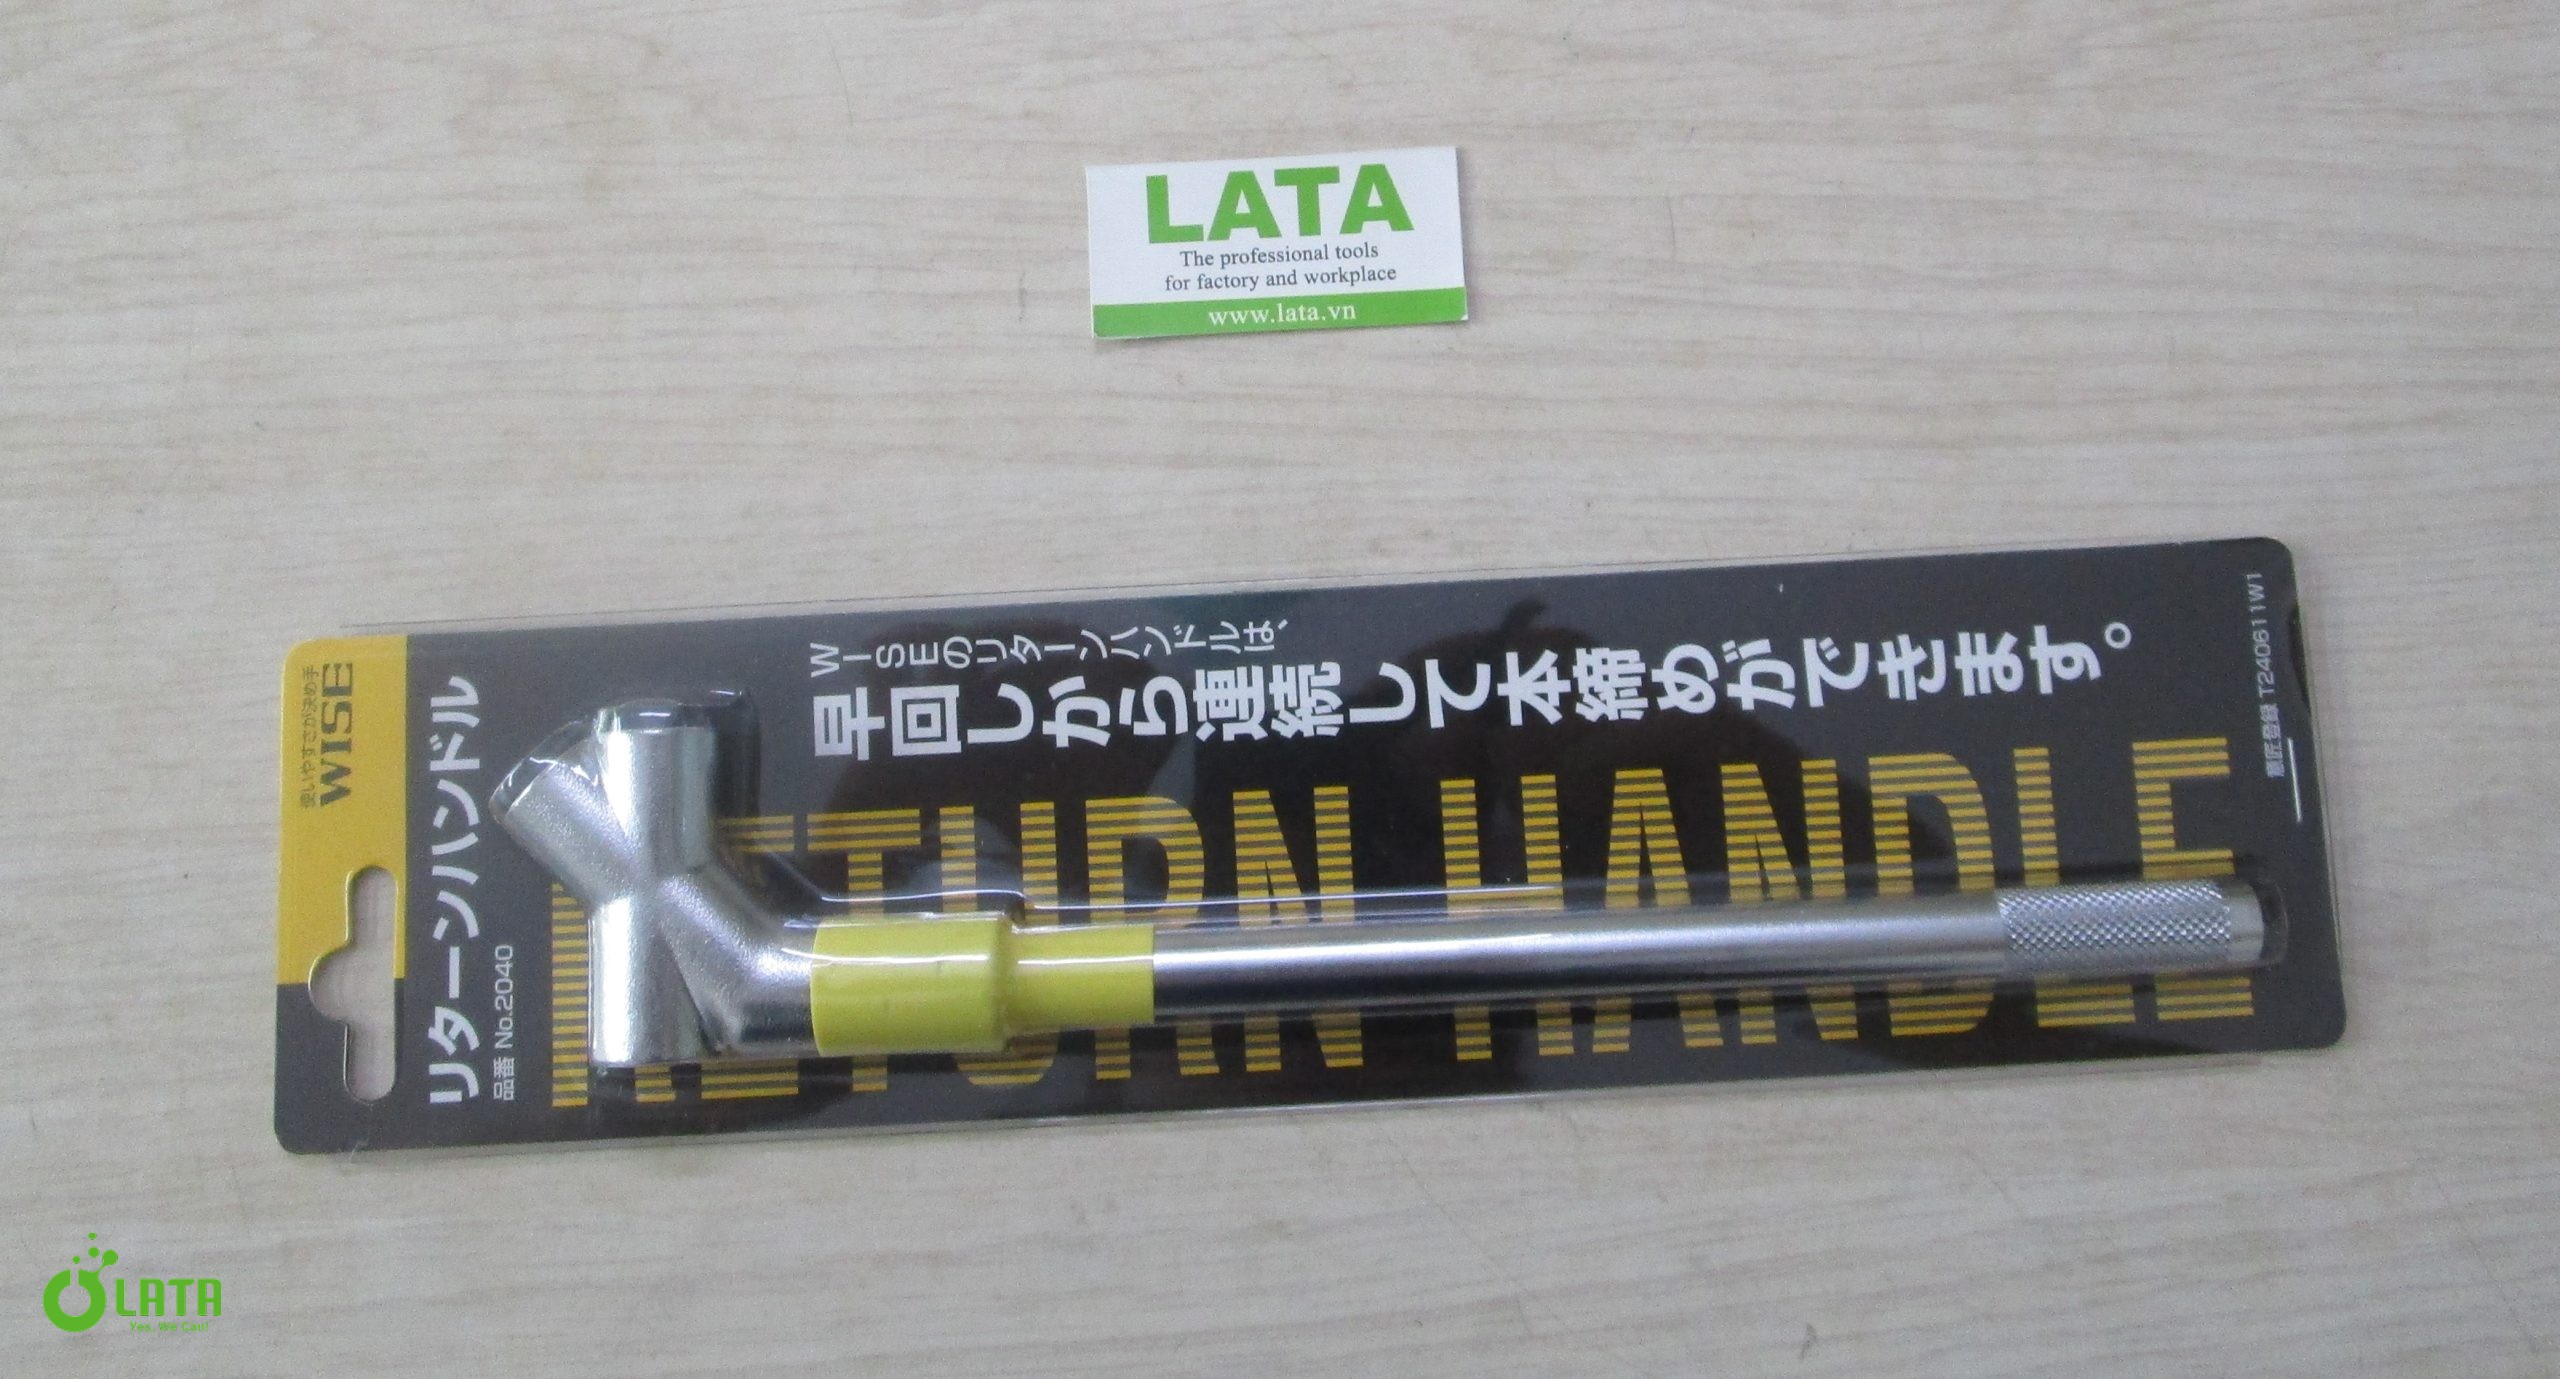 LATA
The professional tools
for factory and workplace
www.lata.vn
使いやすさが決め手
WISE
リターンハンドル
品番 No.2040
WISEのリターンハンドルは、
早回しから連続して本締めができます。
RETURN HANDLE
意匠登録 T240611W1
LATA
Yes, We Can!